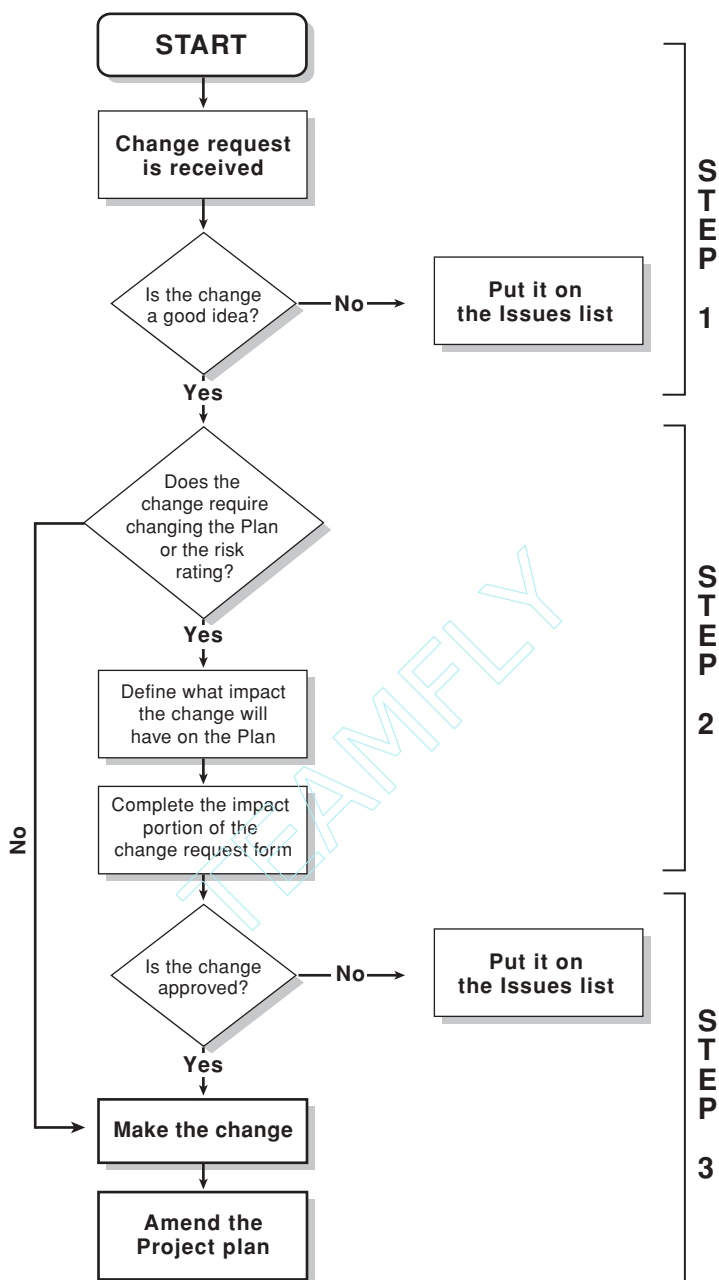 START
Change request
is received
Is the change
a good idea?
No
Put it on
the Issues list
Yes
STEP 1
Does the
change require
changing the Plan
or the risk
rating?
Yes
Define what impact
the change will
have on the Plan
Complete the impact
portion of the
change request form
No
STEP 2
TEAMFLY
Is the change
approved?
No
Put it on
the Issues list
Yes
Make the change
Amend the
Project plan
STEP 3